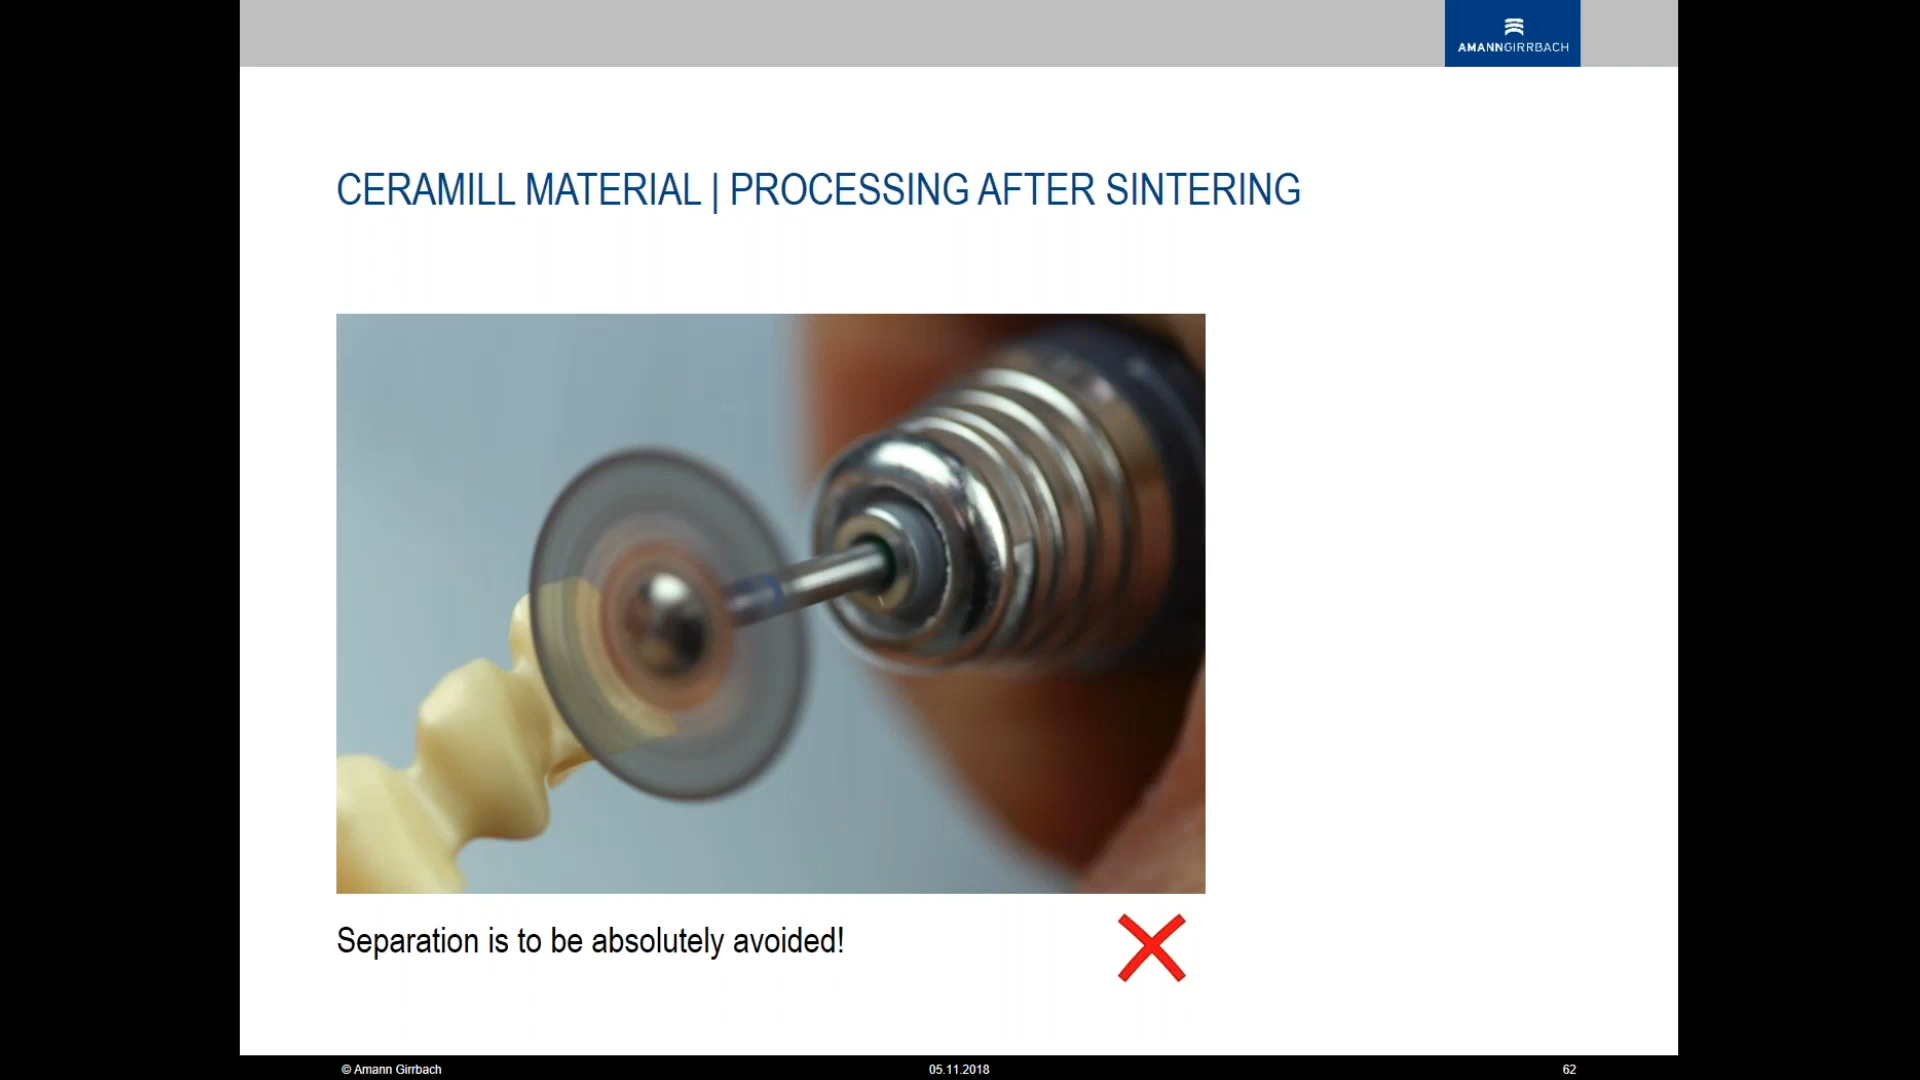 AMANNGIRRBACH
CERAMILL MATERIAL | PROCESSING AFTER SINTERING
Separation is to be absolutely avoided!
© Amann Girrbach
05.11.2018
62